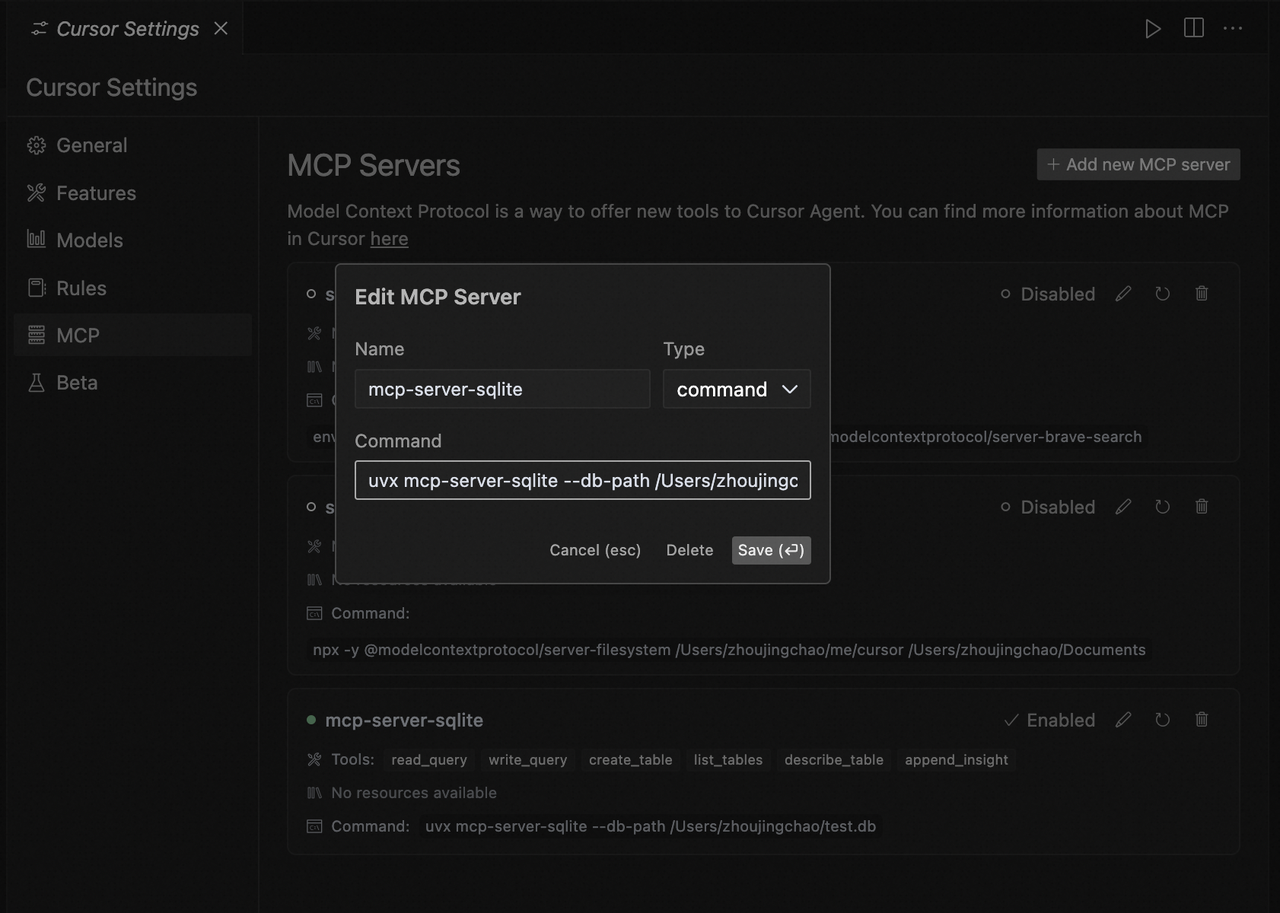 Cursor Settings
Cursor Settings
General
Features
Models
Rules
MCP
Beta
MCP Servers
+ Add new MCP server
Model Context Protocol is a way to offer new tools to Cursor Agent. You can find more information about MCP
in Cursor here
Disabled
modelcontextprotocol/server-brave-search
Edit MCP Server
Name Type
mcp-server-sqlite command
Command
uvx mcp-server-sqlite --db-path /Users/zhoujingc
Cancel (esc) Delete Save (⏎)
Disabled
No resources available
Command:
npx -y @modelcontextprotocol/server-filesystem /Users/zhoujingchao/me/cursor /Users/zhoujingchao/Documents
mcp-server-sqlite Enabled
Tools: read_query write_query create_table list_tables describe_table append_insight
No resources available
Command: uvx mcp-server-sqlite --db-path /Users/zhoujingchao/test.db